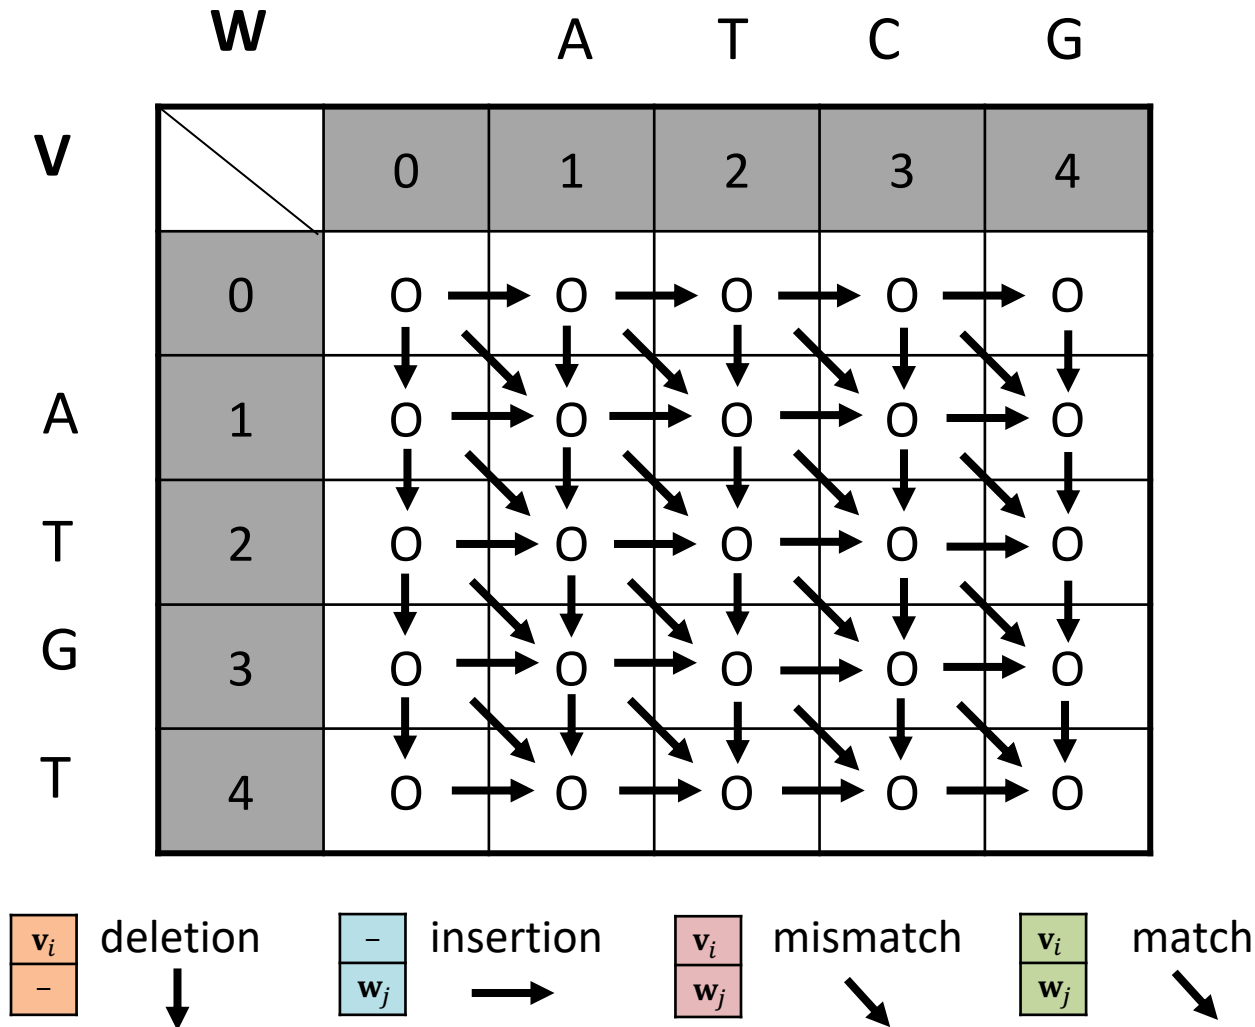 W A T C G
V
0 1 2 3 4
0 O O O O O
A 1 O O O O O
T 2 O O O O O
G 3 O O O O O
T 4 O O O O O
vᵢ deletion – insertion vᵢ mismatch vᵢ match
– wⱼ wⱼ wⱼ